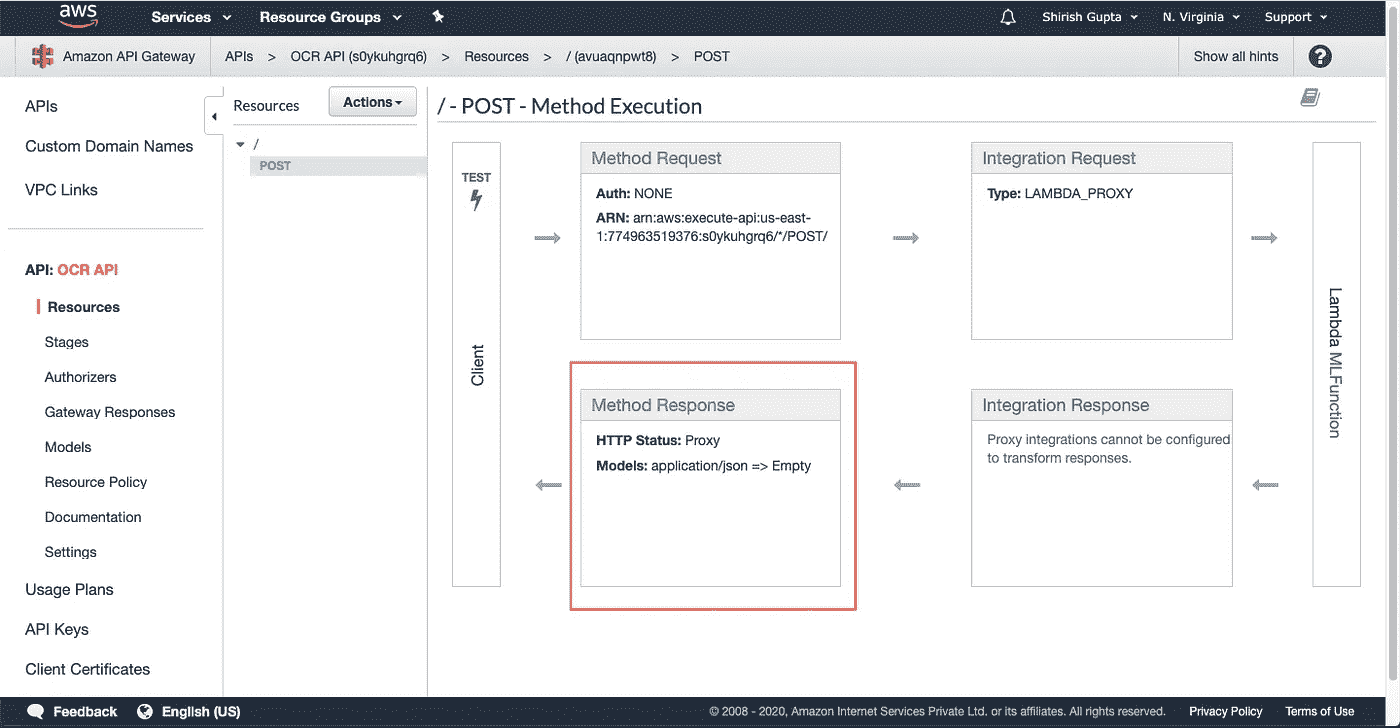 aws
Services
Resource Groups
Shirish Gupta
N. Virginia
Support
Amazon API Gateway
APIs > OCR API (s0ykuhgrq6) > Resources > / (avuaqnpwt8) > POST
Show all hints
?
APIs
Custom Domain Names
VPC Links
API: OCR API
Resources
Stages
Authorizers
Gateway Responses
Models
Resource Policy
Documentation
Settings
Usage Plans
API Keys
Client Certificates
Resources
Actions
/
POST
/ - POST - Method Execution
TEST
Client
Method Request
Auth: NONE
ARN: arn:aws:execute-api:us-east-
1:774963519376:s0ykuhgrq6/*/POST/
Integration Request
Type: LAMBDA_PROXY
Lambda MLFunction
Method Response
HTTP Status: Proxy
Models: application/json => Empty
Integration Response
Proxy integrations cannot be configured
to transform responses.
Feedback
English (US)
© 2008 - 2020, Amazon Internet Services Private Ltd. or its affiliates. All rights reserved.
Privacy Policy
Terms of Use